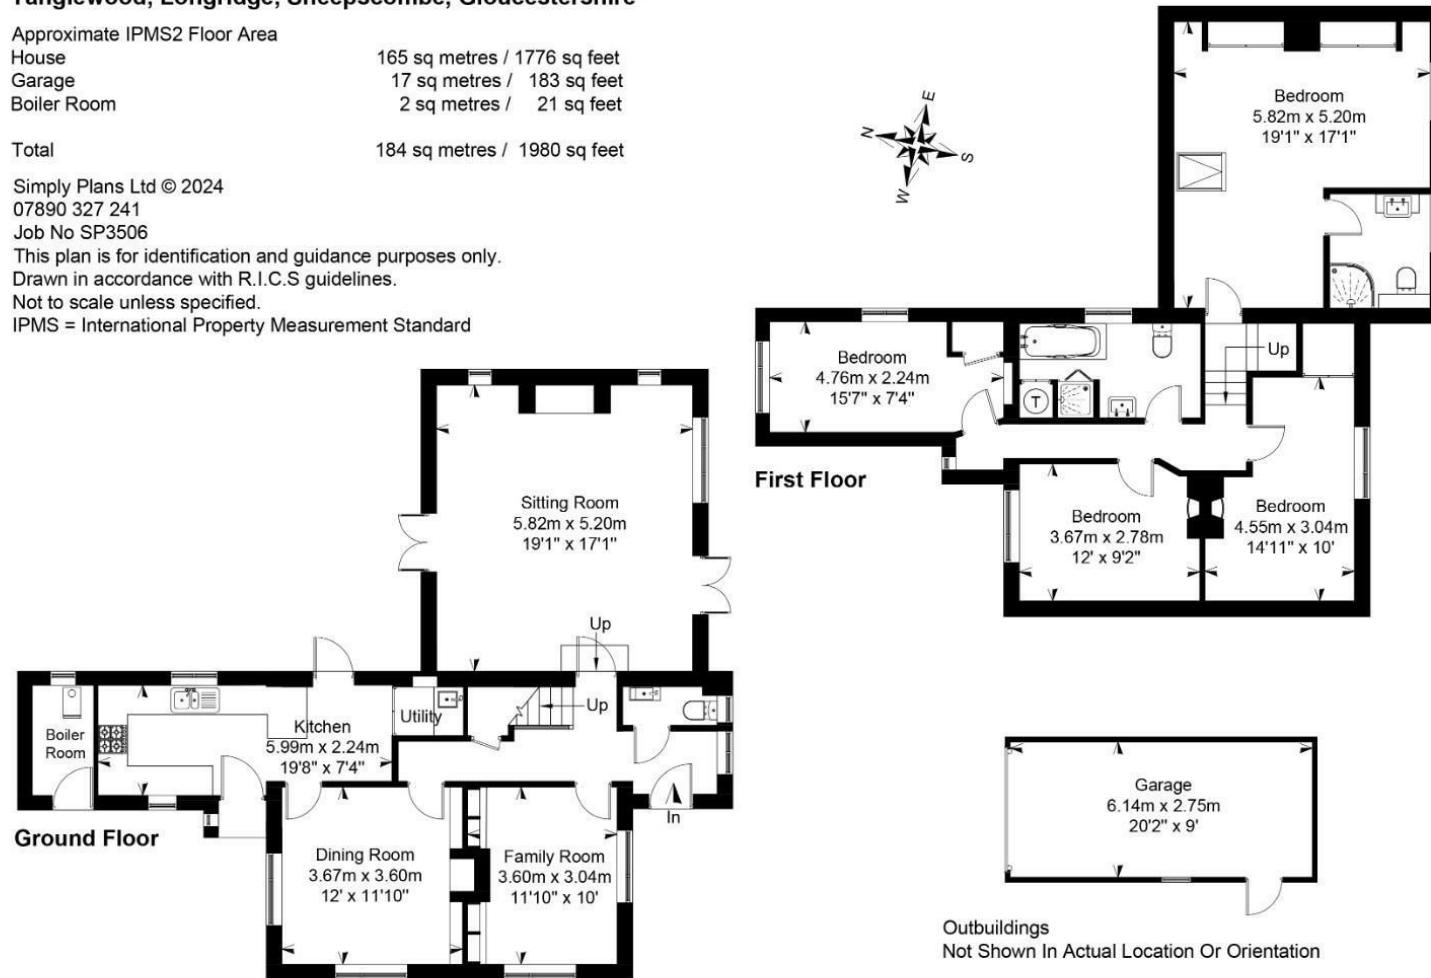 Tanglewood, Longridge, Sheepscombe, Gloucestershire
Approximate IPMS2 Floor Area
House 165 sq metres / 1776 sq feet
Garage 17 sq metres / 183 sq feet
Boiler Room 2 sq metres / 21 sq feet
Total 184 sq metres / 1980 sq feet
Simply Plans Ltd © 2024
07890 327 241
Job No SP3506
This plan is for identification and guidance purposes only.
Drawn in accordance with R.I.C.S guidelines.
Not to scale unless specified.
IPMS = International Property Measurement Standard
N
E
S
W
Bedroom
5.82m x 5.20m
19'1" x 17'1"
Up
Bedroom
4.76m x 2.24m
15'7" x 7'4"
T
First Floor
Bedroom
3.67m x 2.78m
12' x 9'2"
Bedroom
4.55m x 3.04m
14'11" x 10'
Sitting Room
5.82m x 5.20m
19'1" x 17'1"
Up
Boiler
Room
Kitchen
5.99m x 2.24m
19'8" x 7'4"
Utility
Up
In
Ground Floor
Dining Room
3.67m x 3.60m
12' x 11'10"
Family Room
3.60m x 3.04m
11'10" x 10'
Garage
6.14m x 2.75m
20'2" x 9'
Outbuildings
Not Shown In Actual Location Or Orientation